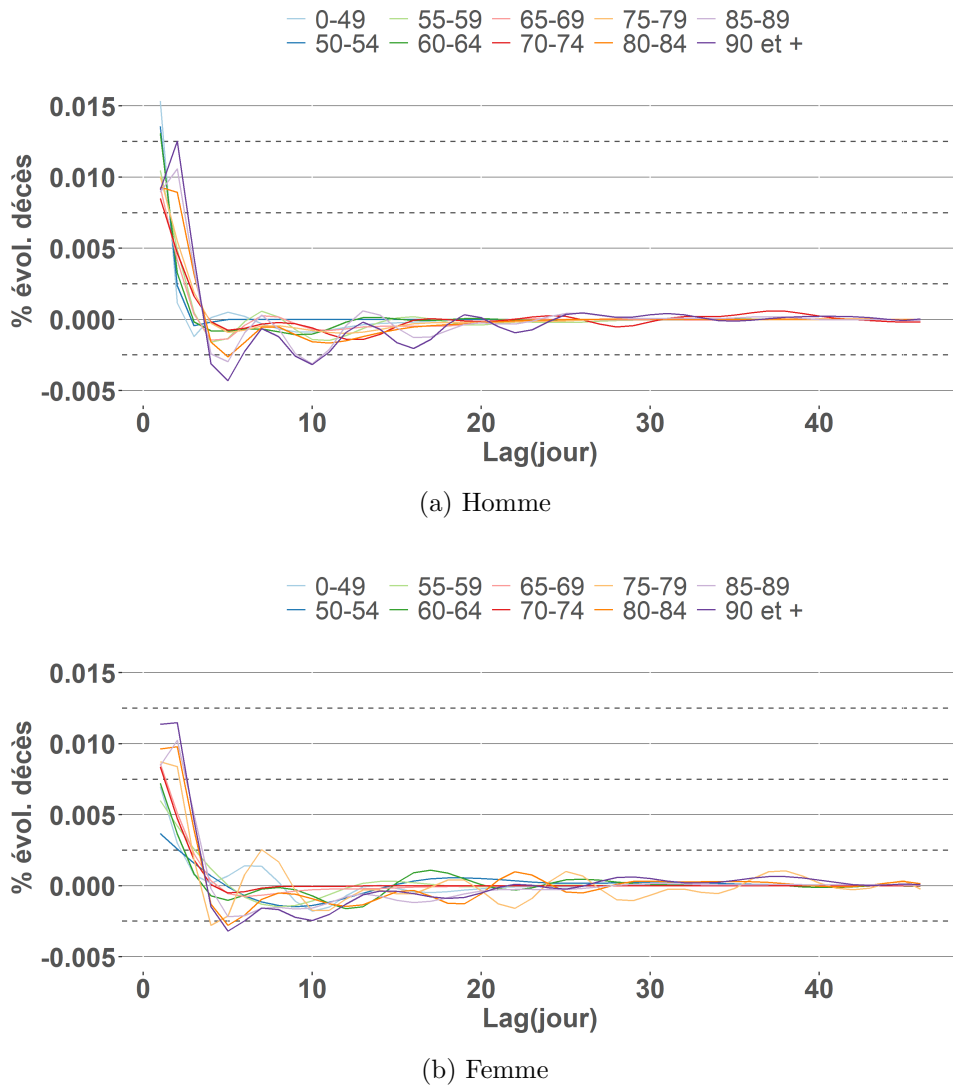 0-49 55-59 65-69 75-79 85-89
50-54 60-64 70-74 80-84 90 et +
0.015
0.010
0.005
0.000
-0.005
% évol. décès
0 10 20 30 40
Lag(jour)
(a) Homme
0-49 55-59 65-69 75-79 85-89
50-54 60-64 70-74 80-84 90 et +
0.015
0.010
0.005
0.000
-0.005
% évol. décès
0 10 20 30 40
Lag(jour)
(b) Femme